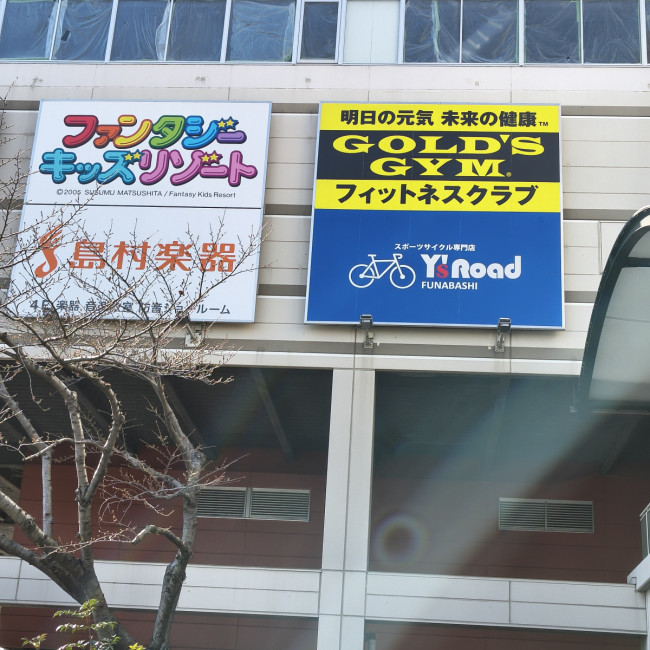 ファンタジー
キッズリゾート
©2005 SUSUMU MATSUSHITA / Fantasy Kids Resort
島村楽器
明日の元気 未来の健康™
GOLD'S
GYM®
フィットネスクラブ
スポーツサイクル専門店
Y's Road
FUNABASHI